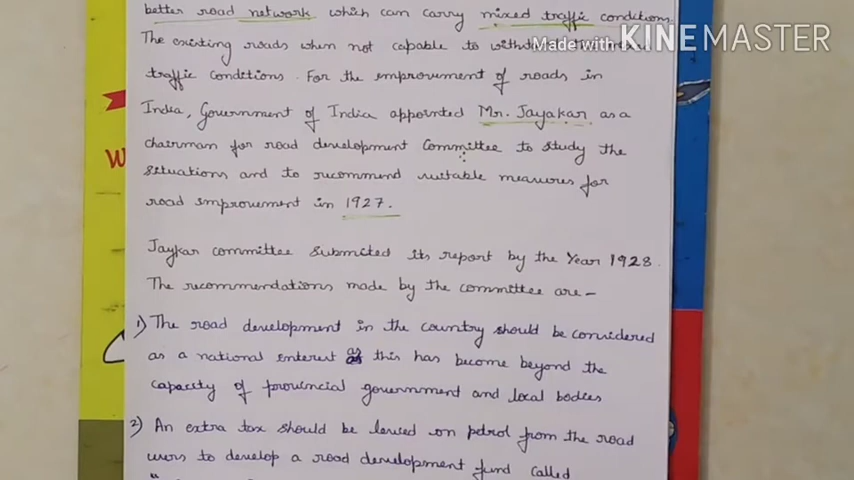 better road network which can carry mixed traffic conditions.
The existing roads when not capable to
Made with KINEMASTER
traffic conditions. For the improvement of roads in
India, Government of India appointed Mr. Jayakar as a
chairman for road development Committee to study the
situations and to recommend suitable measures for
road improvement in 1927.
Jaykar committee submited its report by the Year 1928.
The recommendations made by the committee are -
1) The road development in the country should be considered
as a national interest as this has become beyond the
capacity of provincial government and local bodies
2) An extra tax should be levied on petrol from the road
users to develop a road development fund called
W